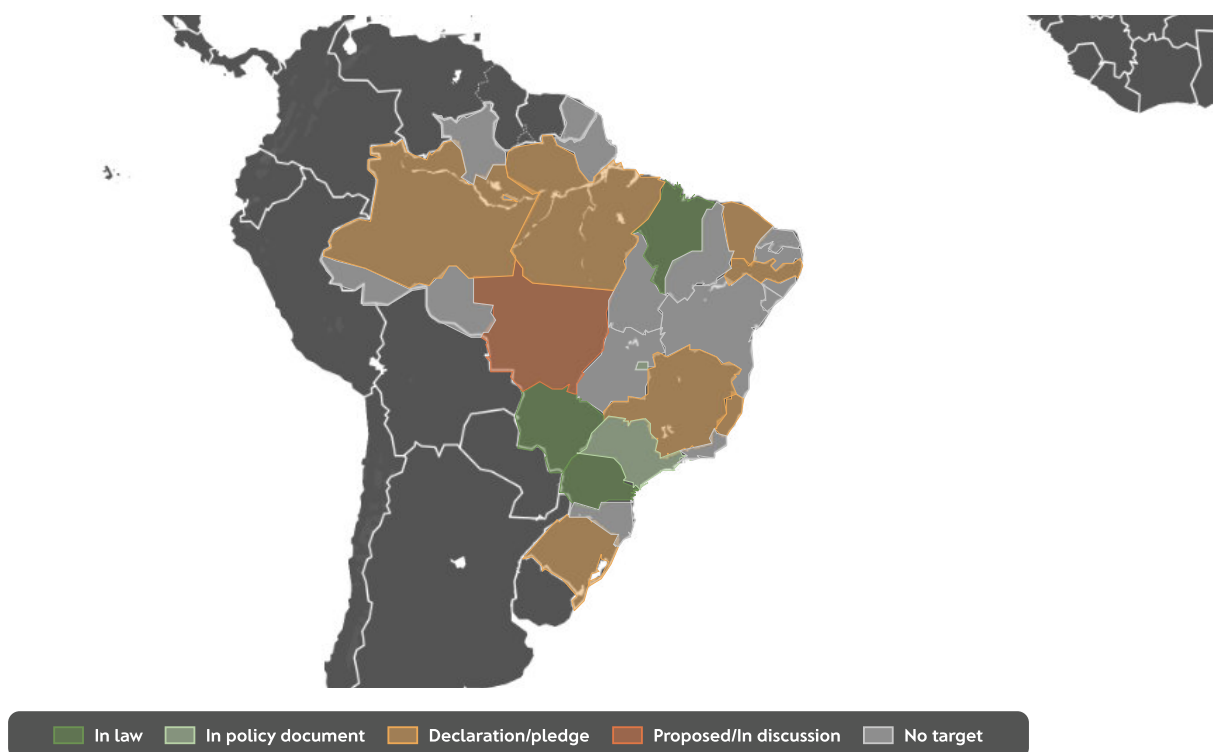 In law In policy document Declaration/pledge Proposed/In discussion No target